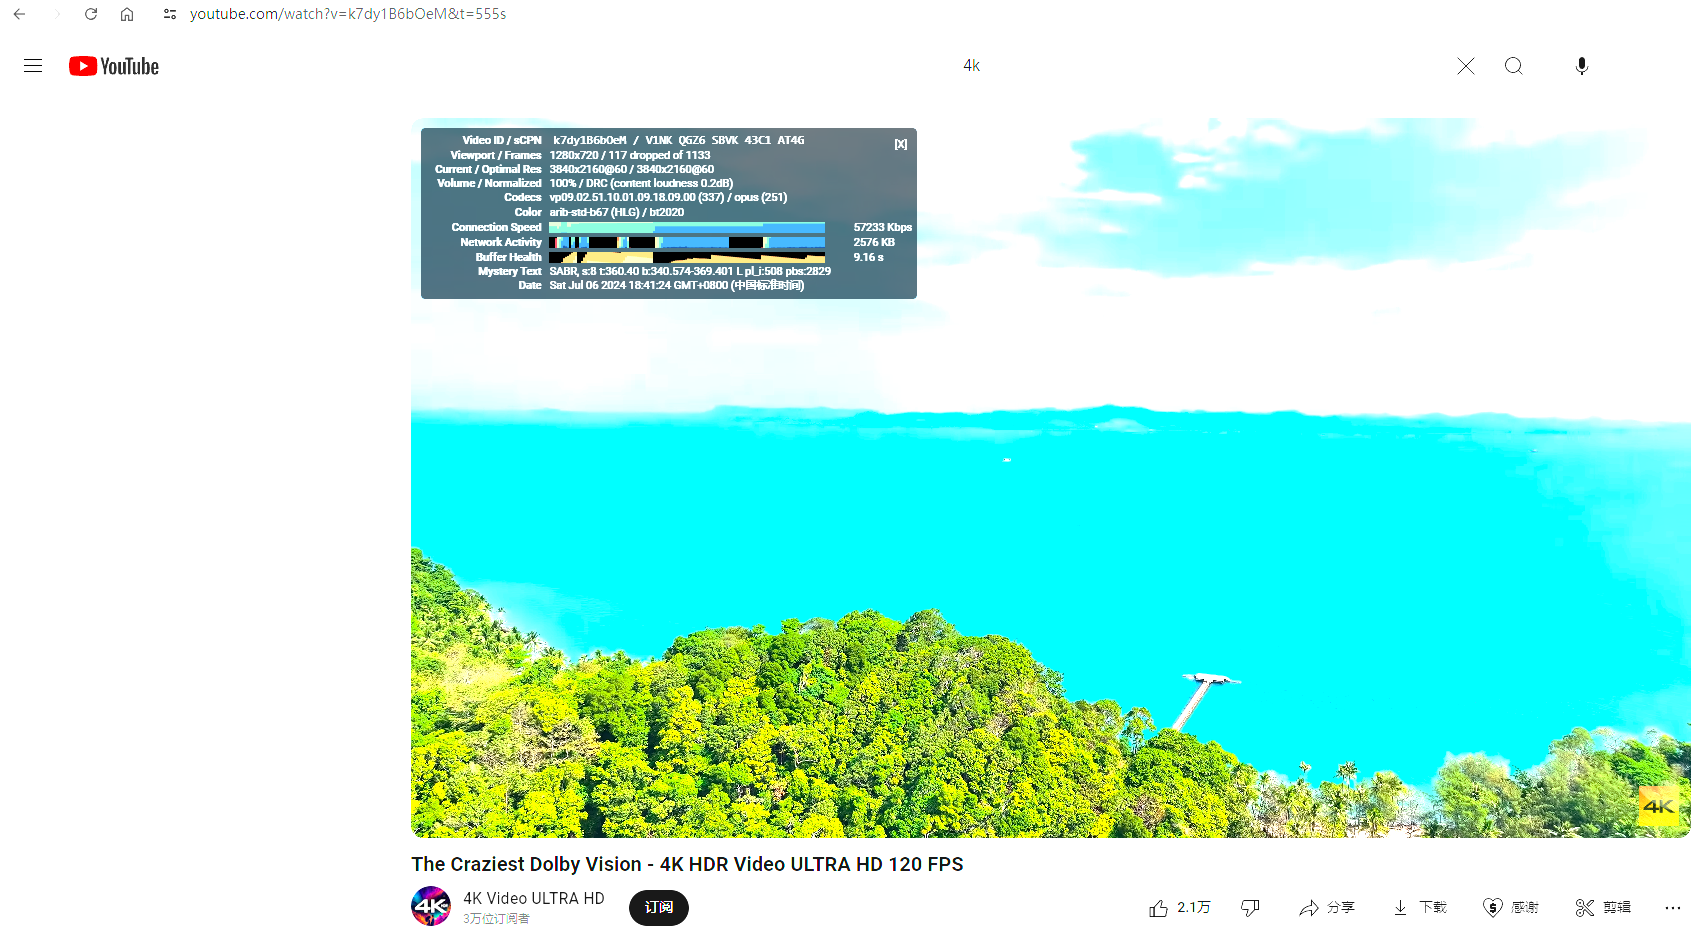 youtube.com/watch?v=k7dy1B6bOeM&t=555s
YouTube
4k
Video ID / sCPN k7dy1B6bOeM / V1NK QGZ6 SBVK 43C1 AT4G
[X]
Viewport / Frames 1280x720 / 117 dropped of 1133
Current / Optimal Res 3840x2160@60 / 3840x2160@60
Volume / Normalized 100% / DRC (content loudness 0.2dB)
Codecs vp09.02.51.10.01.09.18.09.00 (337) / opus (251)
Color arib-std-b67 (HLG) / bt2020
Connection Speed 57233 Kbps
Network Activity 2576 KB
Buffer Health 9.16 s
Mystery Text SABR, s:8 t:360.40 b:340.574-369.401 L pl_i:508 pbs:2829
Date Sat Jul 06 2024 18:41:24 GMT+0800 (中国标准时间)
4K
The Craziest Dolby Vision - 4K HDR Video ULTRA HD 120 FPS
4K
4K Video ULTRA HD
3万位订阅者
订阅
2.1万
分享
下载
感谢
剪辑